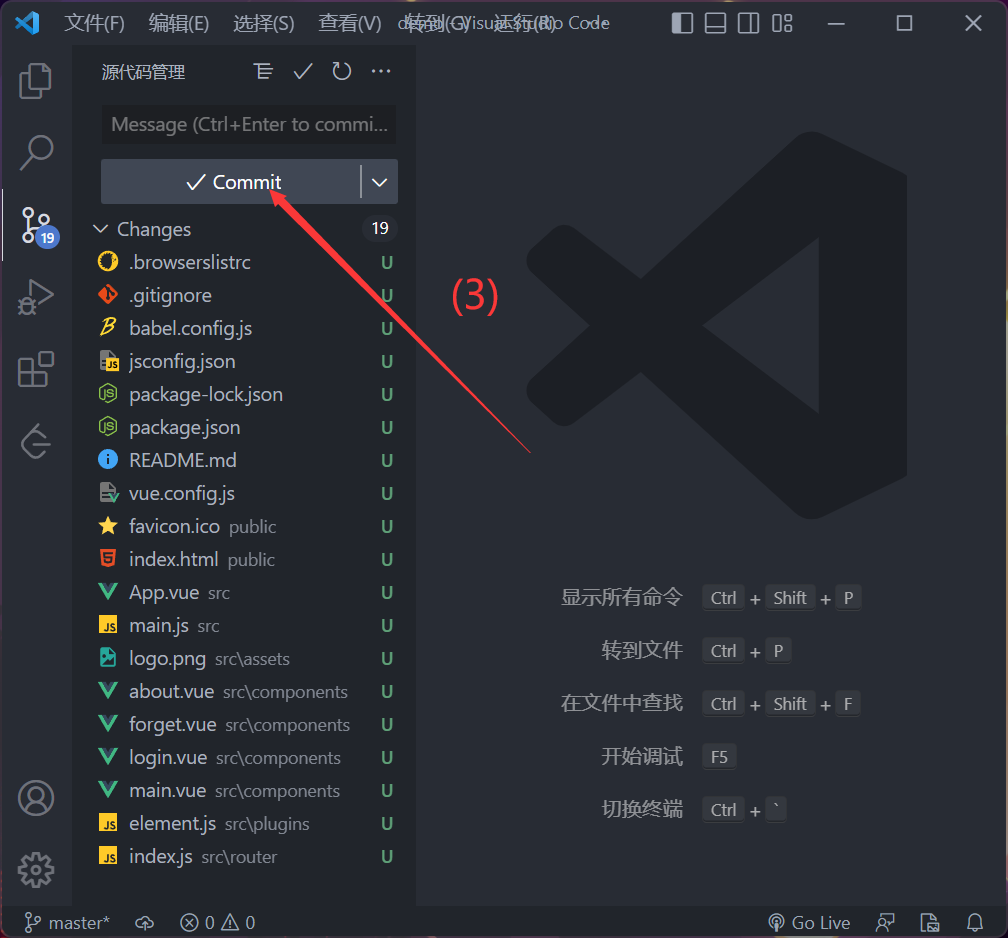 文件(F) 编辑(E) 选择(S) 查看(V) 转到(G) 运行(R) Visual Studio Code
源代码管理
Message (Ctrl+Enter to commi...
Commit
Changes 19
19
.browserslistrc U
.gitignore U
(3)
babel.config.js U
JS jsconfig.json U
JS package-lock.json U
JS package.json U
README.md U
vue.config.js U
favicon.ico public U
index.html public U
App.vue src U
JS main.js src U
logo.png src\assets U
about.vue src\components U
forget.vue src\components U
login.vue src\components U
main.vue src\components U
JS element.js src\plugins U
JS index.js src\router U
显示所有命令 Ctrl + Shift + P
转到文件 Ctrl + P
在文件中查找 Ctrl + Shift + F
开始调试 F5
切换终端 Ctrl + `
master* 0 0 Go Live